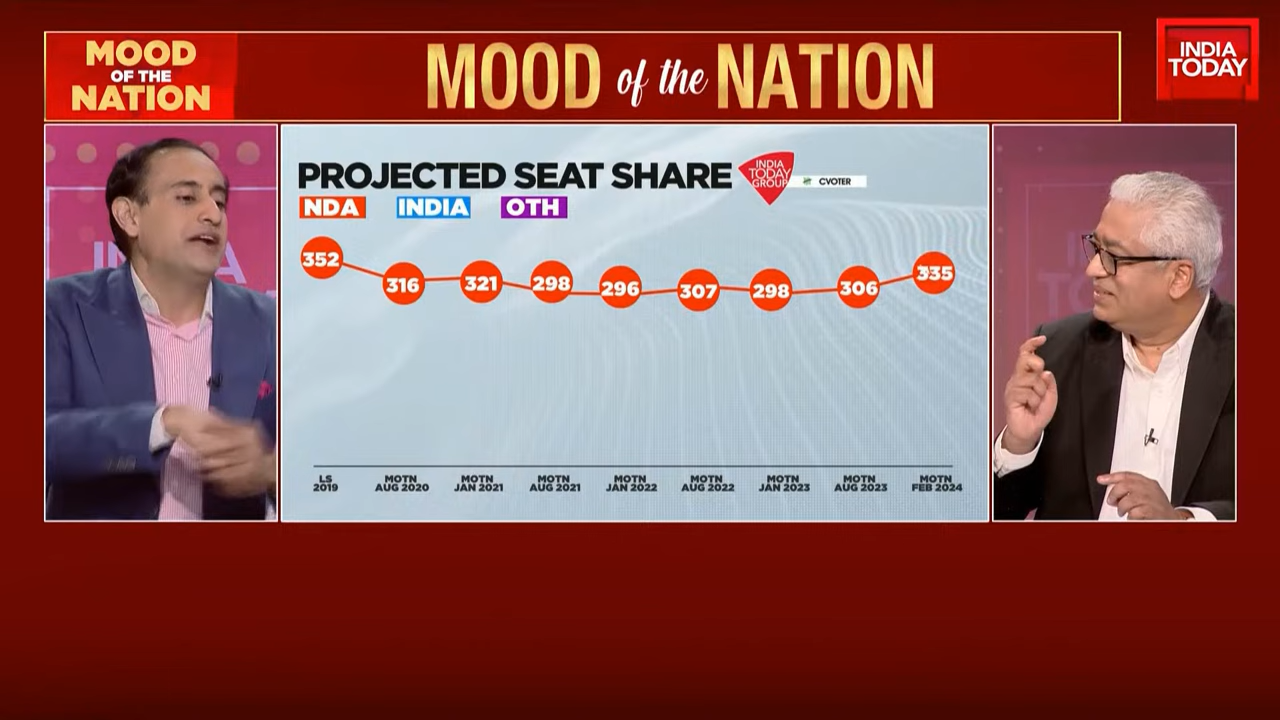 MOOD
OF THE
NATION
MOOD of the NATION
INDIA
TODAY
PROJECTED SEAT SHARE
INDIA
TODAY
GROUP
CVOTER
NDA INDIA OTH
352 316 321 298 296 307 298 306 335
LS
2019
MOTN
AUG 2020
MOTN
JAN 2021
MOTN
AUG 2021
MOTN
JAN 2022
MOTN
AUG 2022
MOTN
JAN 2023
MOTN
AUG 2023
MOTN
FEB 2024